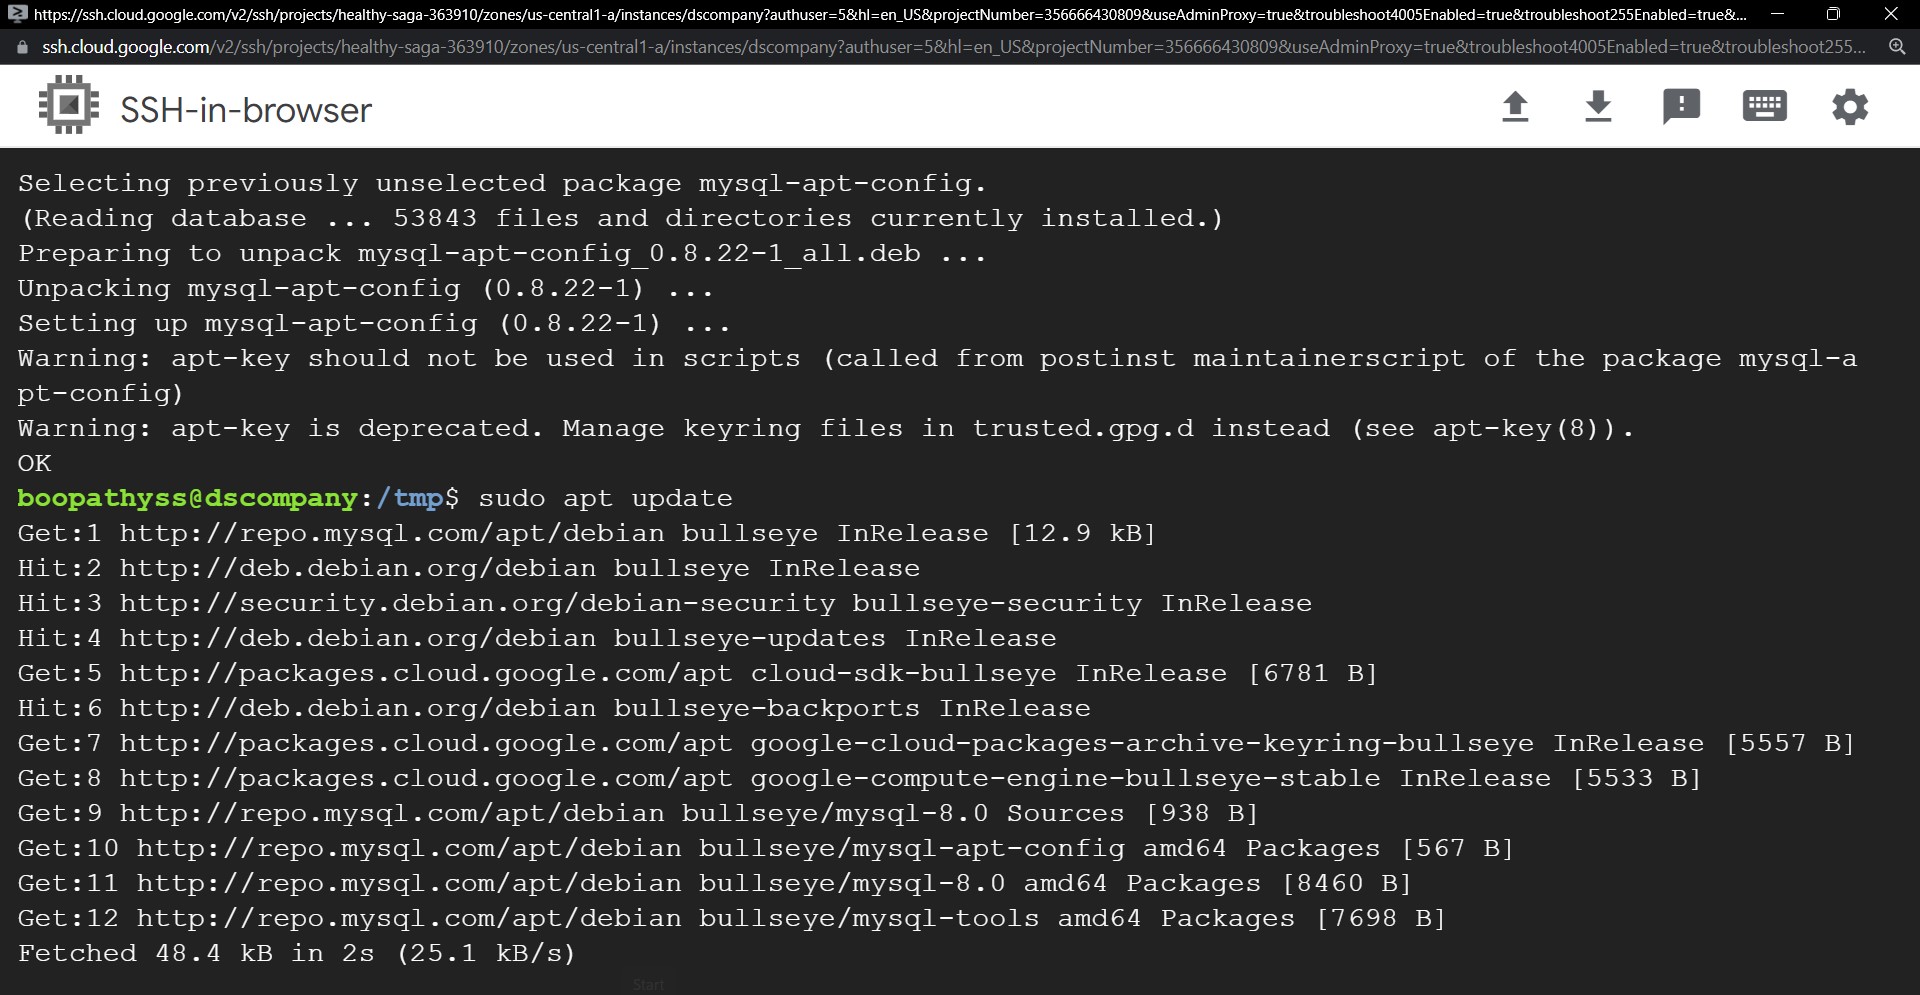 https://ssh.cloud.google.com/v2/ssh/projects/healthy-saga-363910/zones/us-central1-a/instances/dscompany?authuser=5&hl=en_US&projectNumber=356666430809&useAdminProxy=true&troubleshoot4005Enabled=true&troubleshoot255Enabled=true&...
ssh.cloud.google.com/v2/ssh/projects/healthy-saga-363910/zones/us-central1-a/instances/dscompany?authuser=5&hl=en_US&projectNumber=356666430809&useAdminProxy=true&troubleshoot4005Enabled=true&troubleshoot255...
SSH-in-browser
Selecting previously unselected package mysql-apt-config.
(Reading database ... 53843 files and directories currently installed.)
Preparing to unpack mysql-apt-config_0.8.22-1_all.deb ...
Unpacking mysql-apt-config (0.8.22-1) ...
Setting up mysql-apt-config (0.8.22-1) ...
Warning: apt-key should not be used in scripts (called from postinst maintainerscript of the package mysql-a
pt-config)
Warning: apt-key is deprecated. Manage keyring files in trusted.gpg.d instead (see apt-key(8)).
OK
boopathyss@dscompany:/tmp$ sudo apt update
Get:1 http://repo.mysql.com/apt/debian bullseye InRelease [12.9 kB]
Hit:2 http://deb.debian.org/debian bullseye InRelease
Hit:3 http://security.debian.org/debian-security bullseye-security InRelease
Hit:4 http://deb.debian.org/debian bullseye-updates InRelease
Get:5 http://packages.cloud.google.com/apt cloud-sdk-bullseye InRelease [6781 B]
Hit:6 http://deb.debian.org/debian bullseye-backports InRelease
Get:7 http://packages.cloud.google.com/apt google-cloud-packages-archive-keyring-bullseye InRelease [5557 B]
Get:8 http://packages.cloud.google.com/apt google-compute-engine-bullseye-stable InRelease [5533 B]
Get:9 http://repo.mysql.com/apt/debian bullseye/mysql-8.0 Sources [938 B]
Get:10 http://repo.mysql.com/apt/debian bullseye/mysql-apt-config amd64 Packages [567 B]
Get:11 http://repo.mysql.com/apt/debian bullseye/mysql-8.0 amd64 Packages [8460 B]
Get:12 http://repo.mysql.com/apt/debian bullseye/mysql-tools amd64 Packages [7698 B]
Fetched 48.4 kB in 2s (25.1 kB/s)
Start